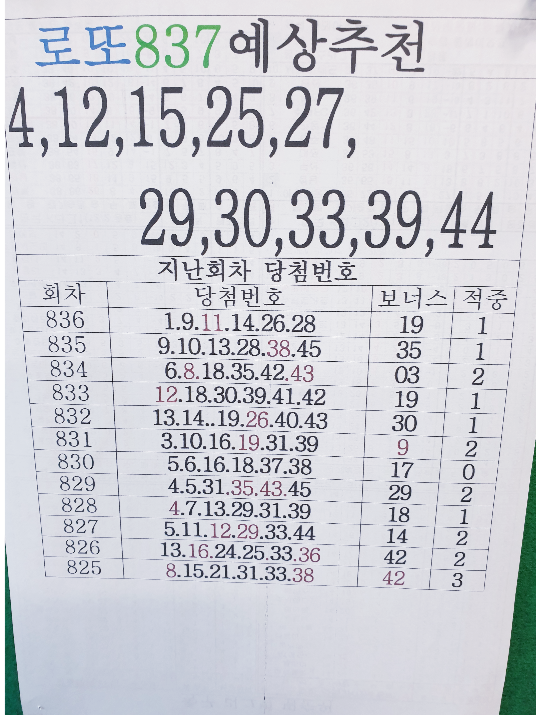 로또837예상추천
4,12,15,25,27,
29,30,33,39,44
지난회차 당첨번호
회차 당첨번호 보너스 적중
836 1.9.11.14.26.28 19 1
835 9.10.13.28.38.45 35 1
834 6.8.18.35.42.43 03 2
833 12.18.30.39.41.42 19 1
832 13.14..19.26.40.43 30 1
831 3.10.16.19.31.39 9 2
830 5.6.16.18.37.38 17 0
829 4.5.31.35.43.45 29 2
828 4.7.13.29.31.39 18 1
827 5.11.12.29.33.44 14 2
826 13.16.24.25.33.36 42 2
825 8.15.21.31.33.38 42 3